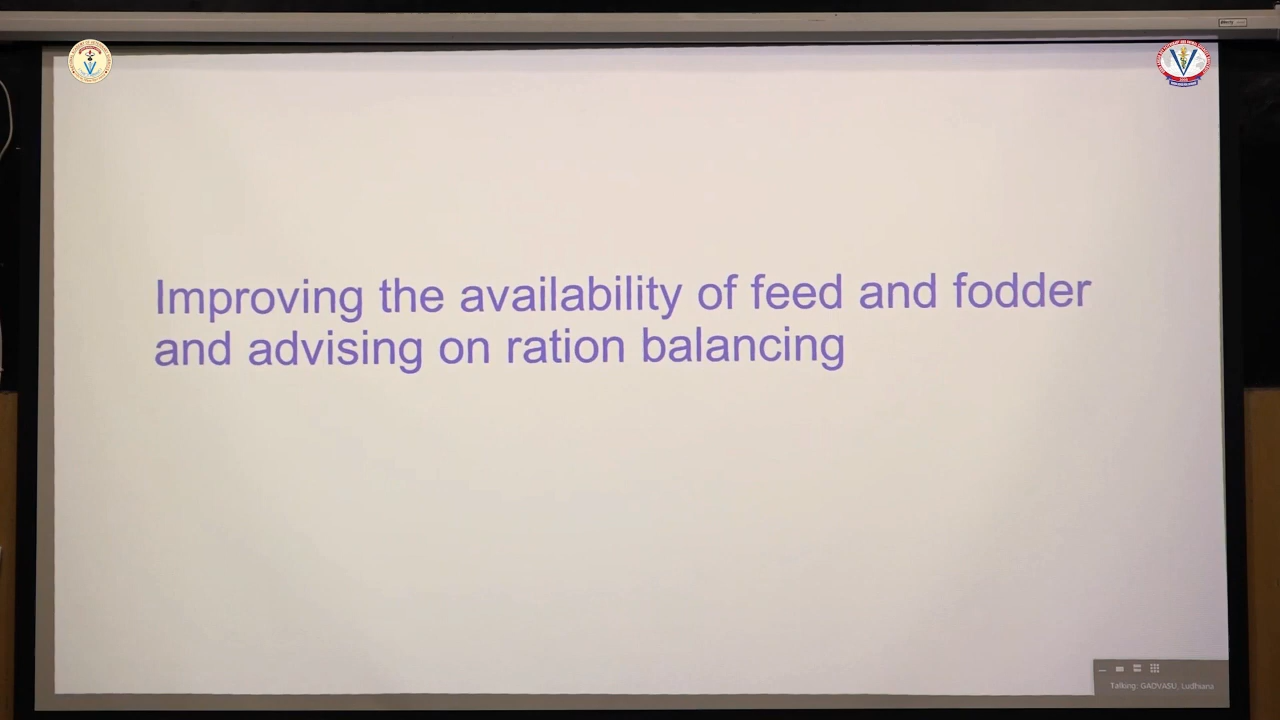 Improving the availability of feed and fodder
and advising on ration balancing
Talking: GADVASU, Ludhiana